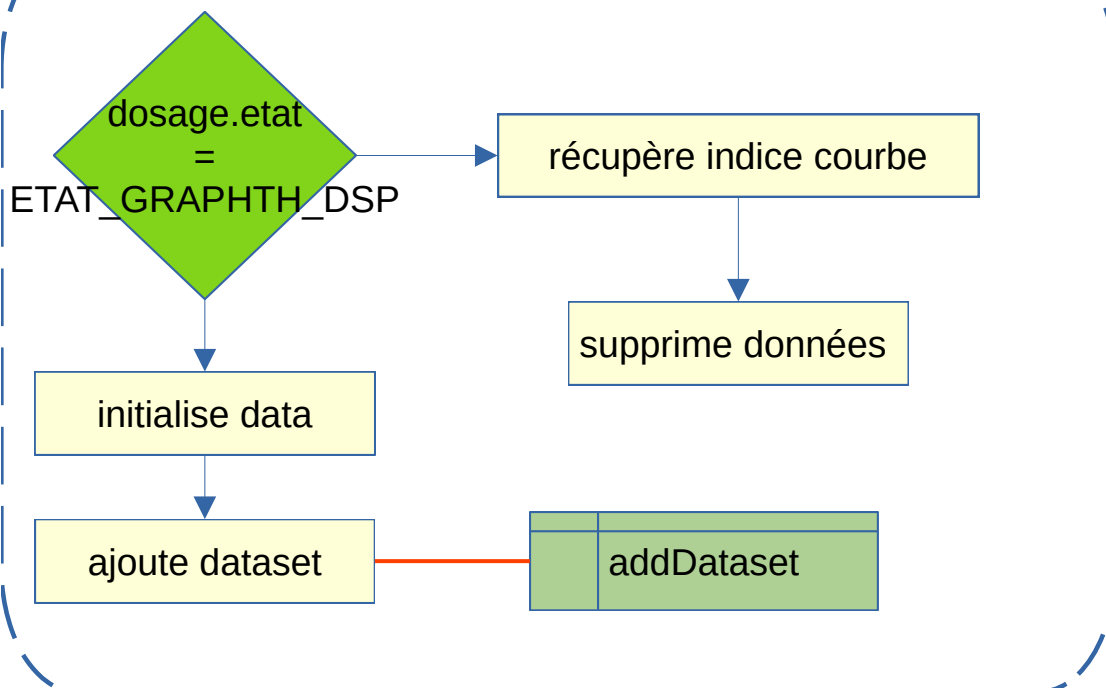 dosage.etat
=
ETAT_GRAPHTH_DSP
récupère indice courbe
supprime données
initialise data
ajoute dataset
addDataset